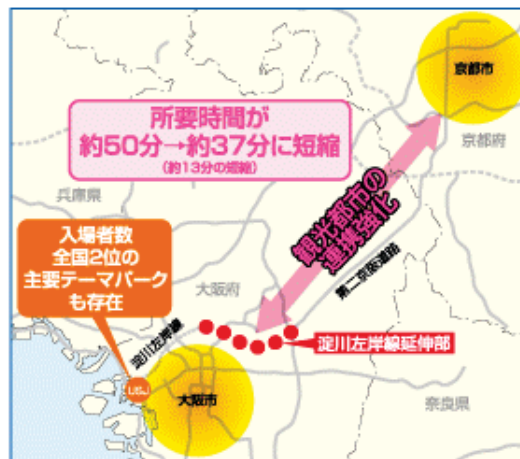 京都市
所要時間が
約50分→約37分に短縮
(約13分の短縮)
京都府
兵庫県
観光都市の
連携強化
入場者数
全国2位の
主要テーマパーク
も存在
大阪府
第二京阪道路
淀川左岸線
淀川左岸線延伸部
USJ
大阪市
奈良県